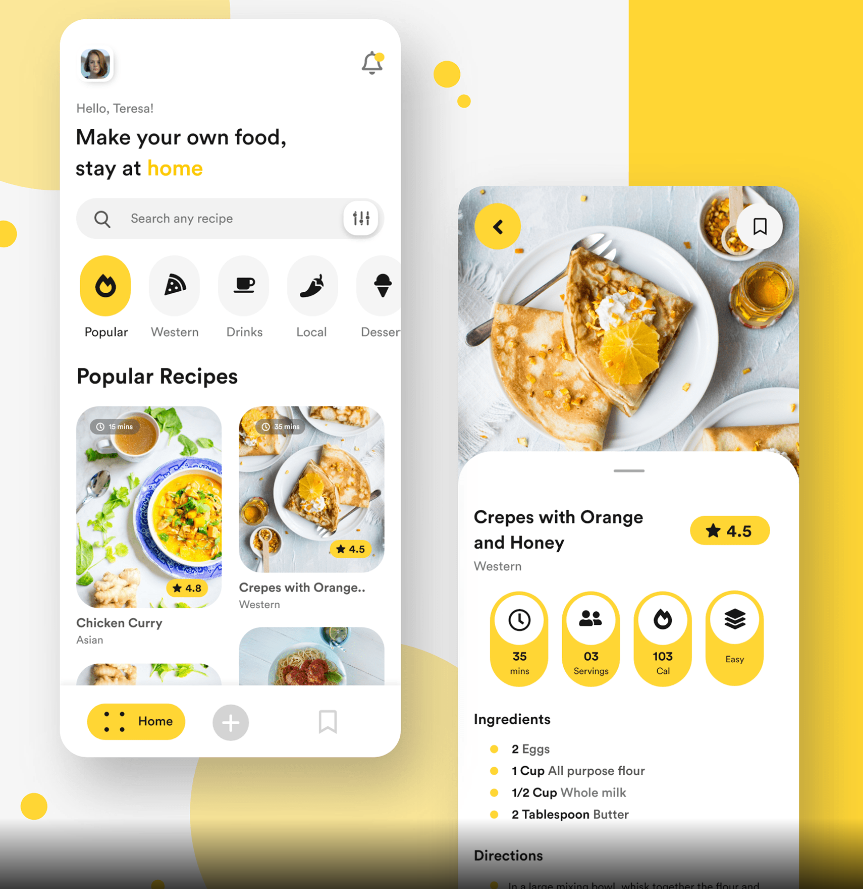 Hello, Teresa!
Make your own food,
stay at home
Search any recipe
Popular
Western
Drinks
Local
Desser
Popular Recipes
15 mins
4.8
Chicken Curry
Asian
35 mins
4.5
Crepes with Orange..
Western
Home
Crepes with Orange
and Honey
4.5
Western
35
mins
03
Servings
103
Cal
Easy
Ingredients
2 Eggs
1 Cup All purpose flour
1/2 Cup Whole milk
2 Tablespoon Butter
Directions
In a large mixing bowl, whisk together the flour and